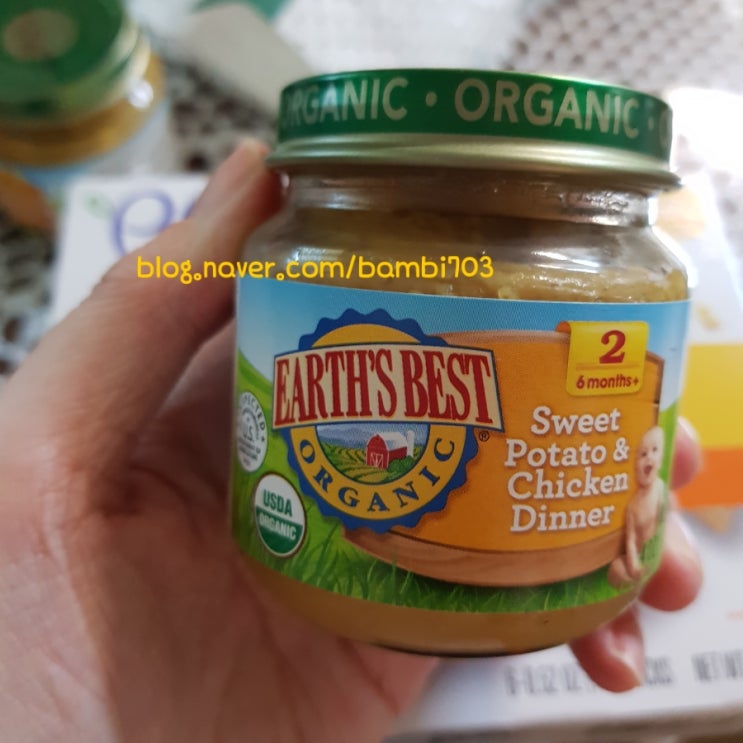 ORGANIC • ORGANIC
blog.naver.com/bambi703
2
6 months+
EARTH'S BEST
®
ORGANIC
Sweet
Potato &
Chicken
Dinner
USDA
ORGANIC